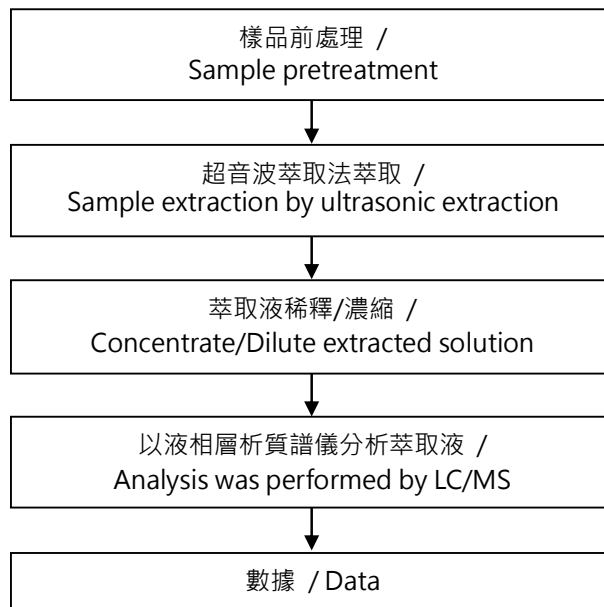 樣品前處理 /
Sample pretreatment
超音波萃取法萃取 /
Sample extraction by ultrasonic extraction
萃取液稀釋/濃縮 /
Concentrate/Dilute extracted solution
以液相層析質譜儀分析萃取液 /
Analysis was performed by LC/MS
數據 / Data